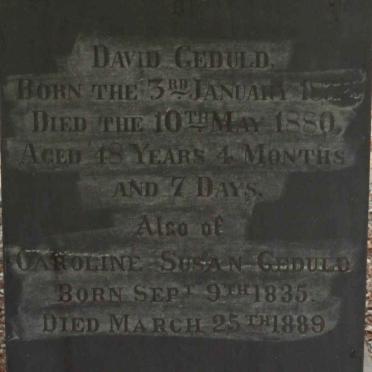 David Geduld,
Born the 3rd January
Died the 10th May 1880,
Aged 48 Years 4 Months
and 7 Days.
Also of
Caroline Susan Geduld
Born Sept 9th 1835.
Died March 25th 1889